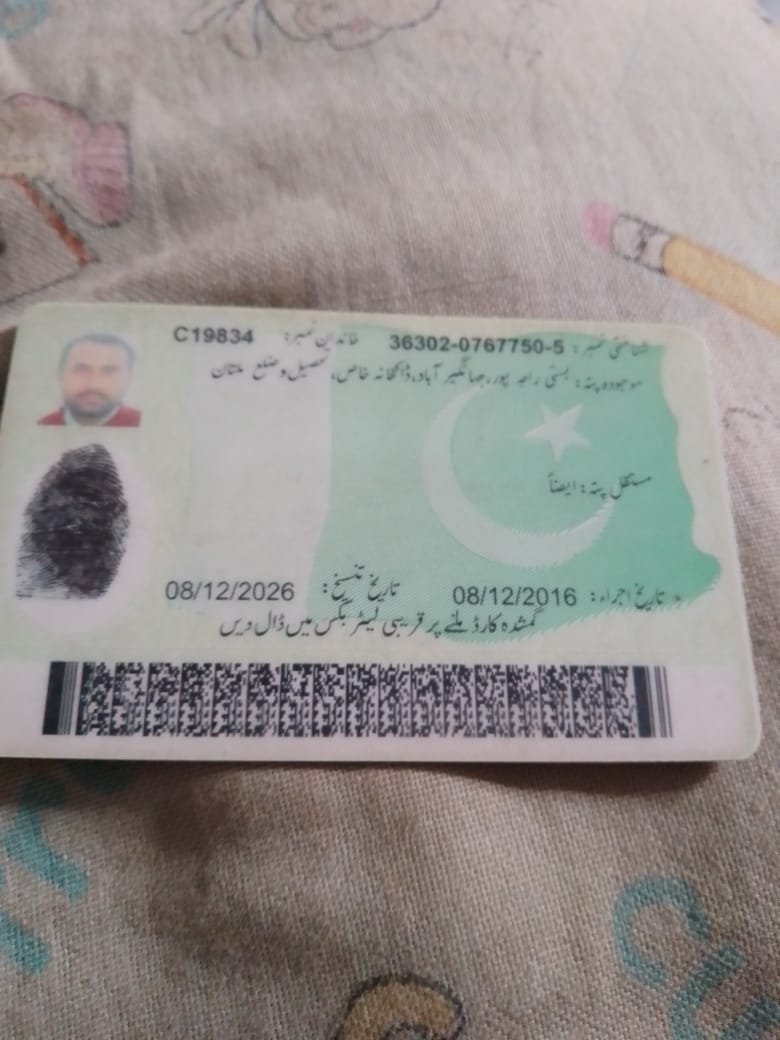 شناختی نمبر: 36302-0767750-5 خاندان نمبر: C19834
موجودہ پتہ: بستی راجہ پور، جہانگیر آباد، ڈاکخانہ خاص، تحصیل و ضلع ملتان
مستقل پتہ: ایضاً
تاریخ اجراء: 08/12/2016 تاریخ تنسیخ: 08/12/2026
گمشدہ کارڈ ملنے پر قریبی لیٹر بکس میں ڈال دیں